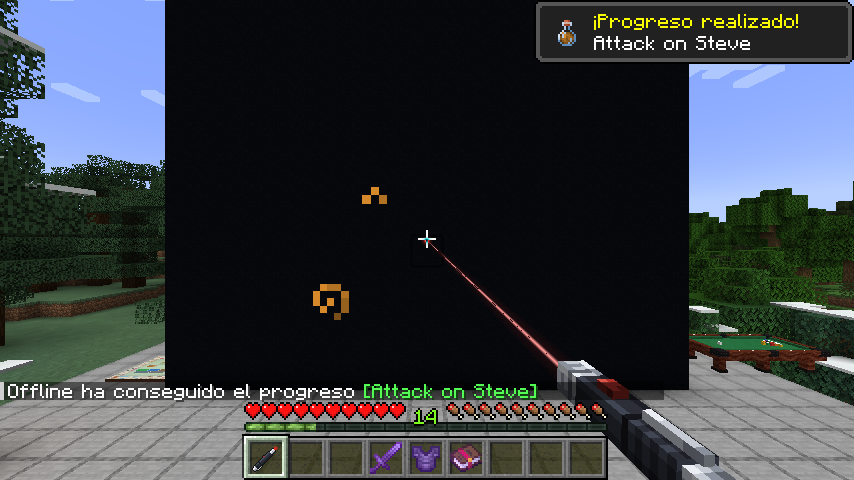 ¡Progreso realizado!
Attack on Steve
Offline ha conseguido el progreso [Attack on Steve]
14